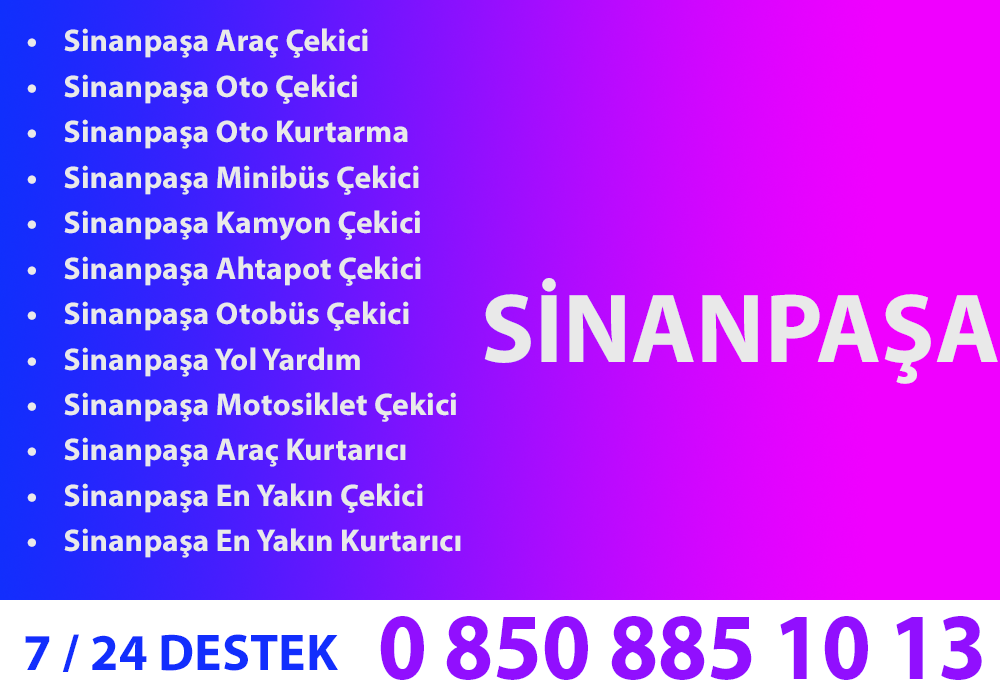 • Sinanpaşa Araç Çekici
• Sinanpaşa Oto Çekici
• Sinanpaşa Oto Kurtarma
• Sinanpaşa Minibüs Çekici
• Sinanpaşa Kamyon Çekici
• Sinanpaşa Ahtapot Çekici
• Sinanpaşa Otobüs Çekici
• Sinanpaşa Yol Yardım
• Sinanpaşa Motosiklet Çekici
• Sinanpaşa Araç Kurtarıcı
• Sinanpaşa En Yakın Çekici
• Sinanpaşa En Yakın Kurtarıcı
SİNANPAŞA
7 / 24 DESTEK 0 850 885 10 13